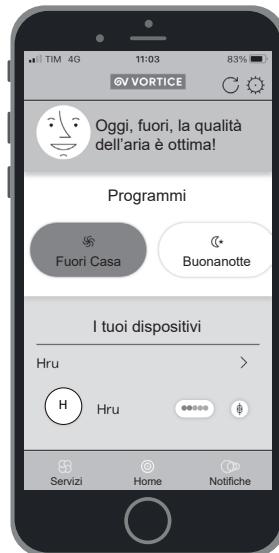 TIM 4G 11:03 83%
VORTICE
Oggi, fuori, la qualità
dell'aria è ottima!
Programmi
Fuori Casa Buonanotte
I tuoi dispositivi
Hru
H Hru
Servizi Home Notifiche